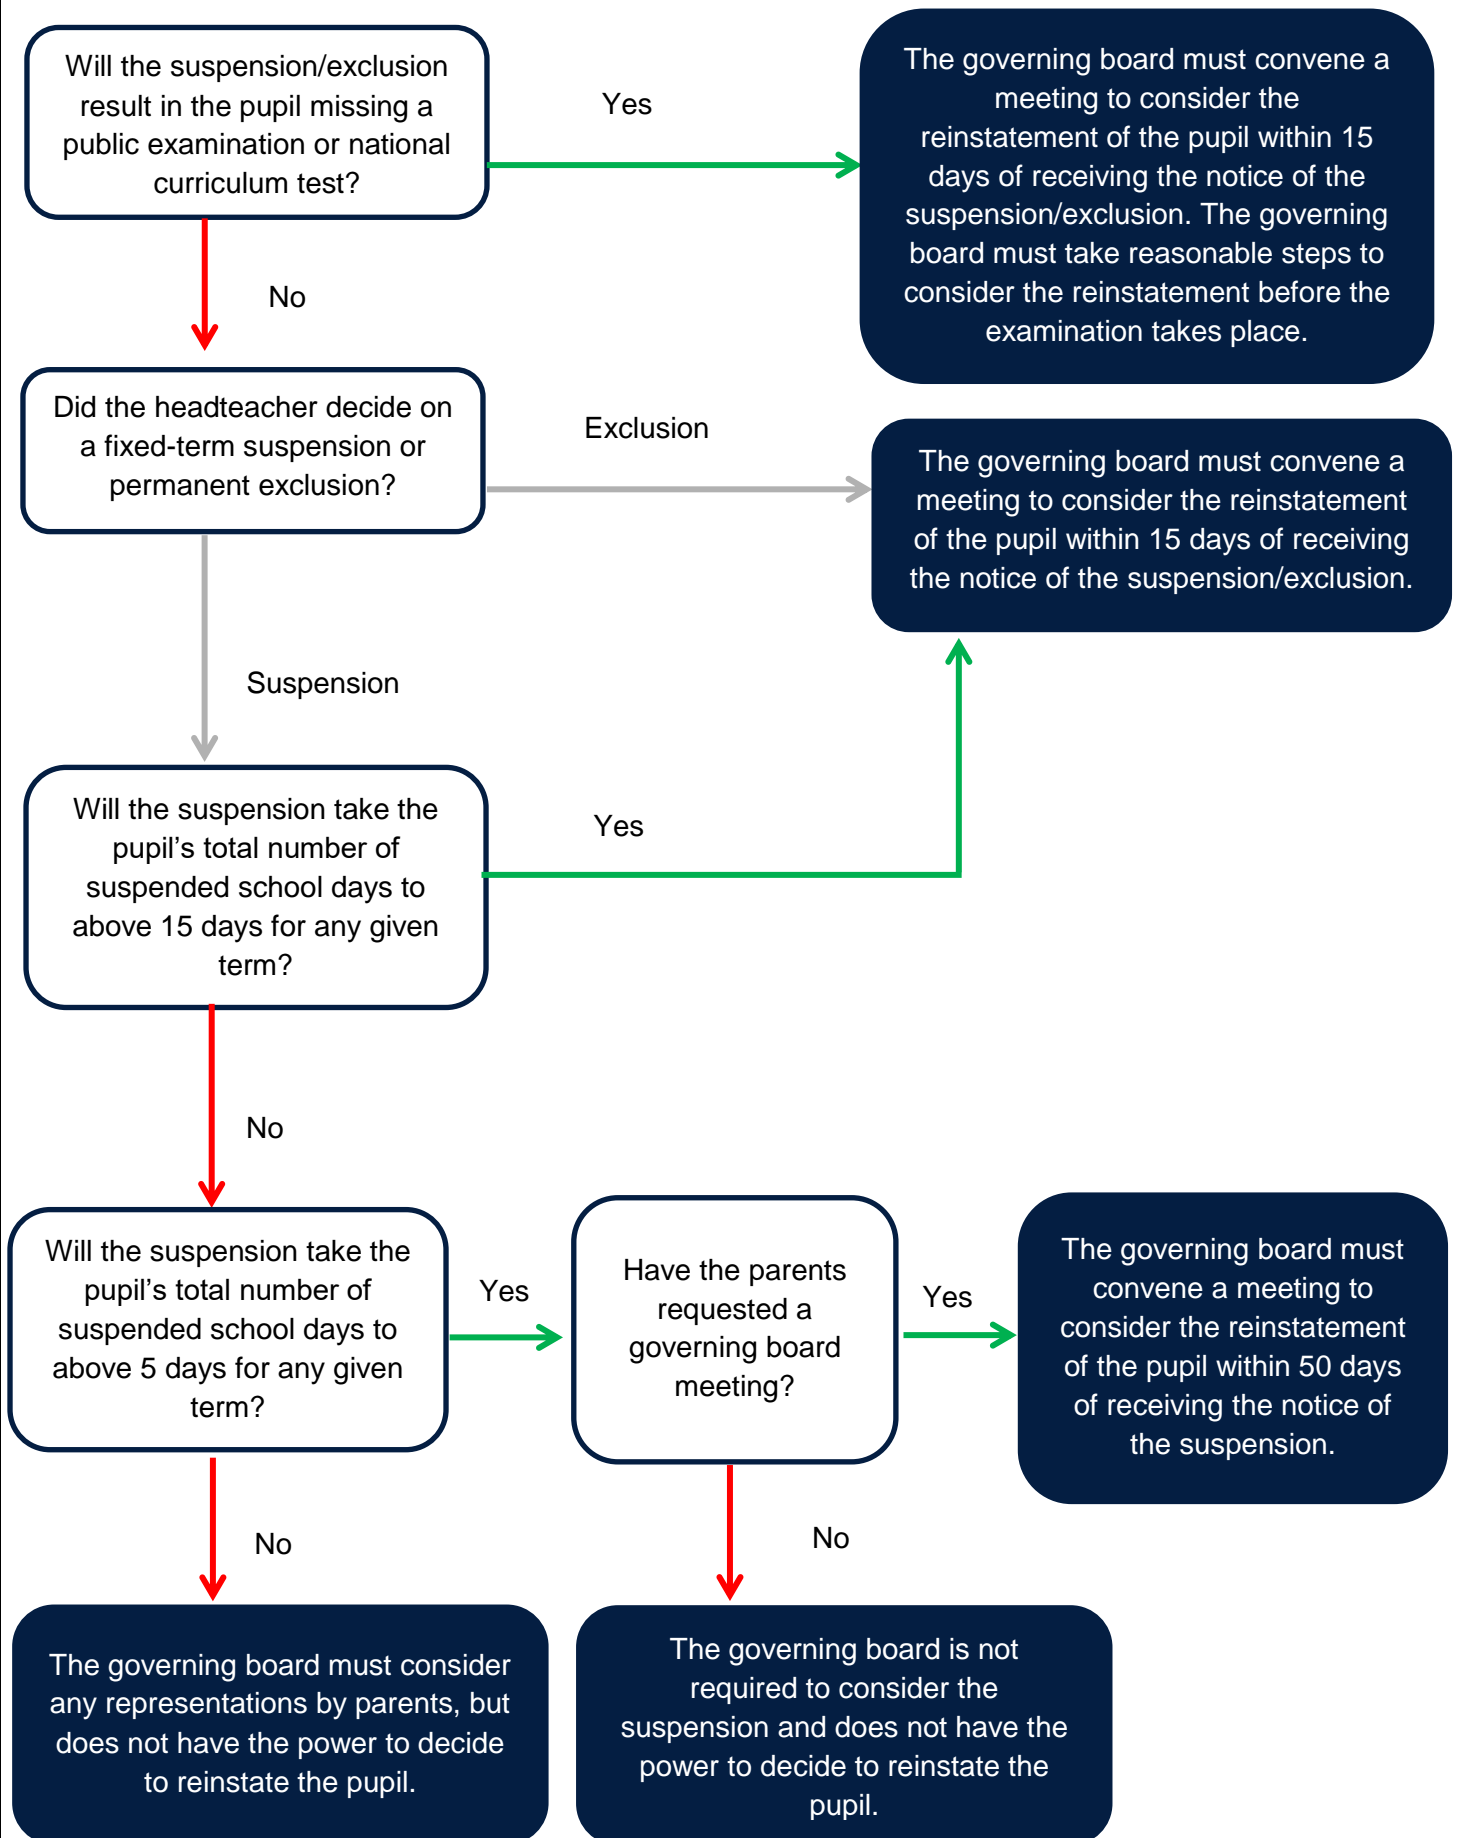 Will the suspension/exclusion
result in the pupil missing a
public examination or national
curriculum test?
Yes
The governing board must convene a
meeting to consider the
reinstatement of the pupil within 15
days of receiving the notice of the
suspension/exclusion. The governing
board must take reasonable steps to
consider the reinstatement before the
examination takes place.
No
Did the headteacher decide on
a fixed-term suspension or
permanent exclusion?
Exclusion
The governing board must convene a
meeting to consider the reinstatement
of the pupil within 15 days of receiving
the notice of the suspension/exclusion.
Suspension
Will the suspension take the
pupil’s total number of
suspended school days to
above 15 days for any given
term?
Yes
No
Will the suspension take the
pupil’s total number of
suspended school days to
above 5 days for any given
term?
Yes
Have the parents
requested a
governing board
meeting?
Yes
The governing board must
convene a meeting to
consider the reinstatement
of the pupil within 50 days
of receiving the notice of
the suspension.
No
No
The governing board must consider
any representations by parents, but
does not have the power to decide
to reinstate the pupil.
The governing board is not
required to consider the
suspension and does not have the
power to decide to reinstate the
pupil.